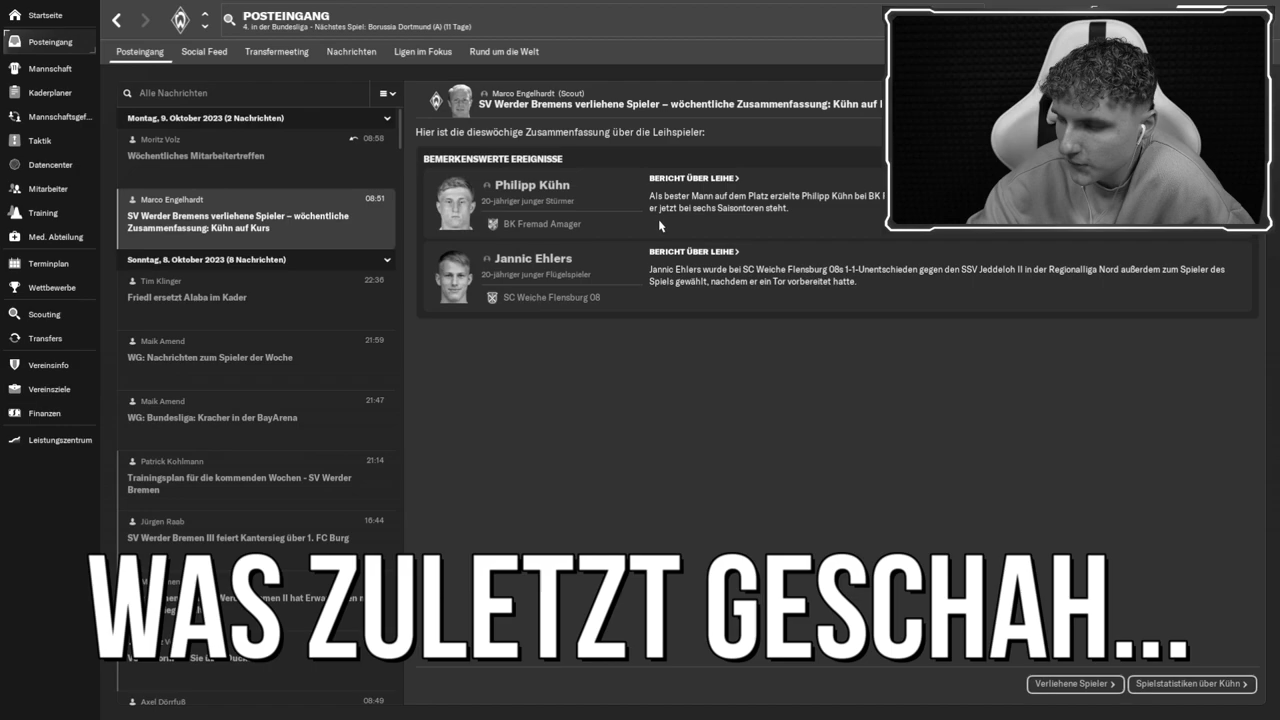 Startseite
Posteingang
Mannschaft
Kaderplaner
Mannschaftsgef...
Taktik
Datencenter
Mitarbeiter
Training
Med. Abteilung
Terminplan
Wettbewerbe
Scouting
Transfers
Vereinsinfo
Vereinsziele
Finanzen
Leistungszentrum
POSTEINGANG
4. in der Bundesliga - Nächstes Spiel: Borussia Dortmund (A) (11 Tage)
Posteingang Social Feed Transfermeeting Nachrichten Ligen im Fokus Rund um die Welt
Alle Nachrichten
Montag, 9. Oktober 2023 (2 Nachrichten)
Moritz Volz 08:58
Wöchentliches Mitarbeitertreffen
Marco Engelhardt 08:51
SV Werder Bremens verliehene Spieler – wöchentliche
Zusammenfassung: Kühn auf Kurs
Sonntag, 8. Oktober 2023 (8 Nachrichten)
Tim Klinger 22:36
Friedl ersetzt Alaba im Kader
Maik Amend 21:59
WG: Nachrichten zum Spieler der Woche
Maik Amend 21:47
WG: Bundesliga: Kracher in der BayArena
Patrick Kohlmann 21:14
Trainingsplan für die kommenden Wochen - SV Werder
Bremen
Jürgen Raab 16:44
SV Werder Bremen III feiert Kantersieg über 1. FC Burg
Axel Dörrfuß 08:49
Marco Engelhardt (Scout)
SV Werder Bremens verliehene Spieler – wöchentliche Zusammenfassung: Kühn auf
Hier ist die dieswöchige Zusammenfassung über die Leihspieler:
BEMERKENSWERTE EREIGNISSE
Philipp Kühn
20-jähriger junger Stürmer
BK Fremad Amager
BERICHT ÜBER LEIHE >
Als bester Mann auf dem Platz erzielte Philipp Kühn bei BK
er jetzt bei sechs Saisontoren steht.
Jannic Ehlers
20-jähriger junger Flügelspieler
SC Weiche Flensburg 08
BERICHT ÜBER LEIHE >
Jannic Ehlers wurde bei SC Weiche Flensburg 08s 1-1-Unentschieden gegen den SSV Jeddeloh II in der Regionalliga Nord außerdem zum Spieler des
Spiels gewählt, nachdem er ein Tor vorbereitet hatte.
WAS ZULETZT GESCHAH...
Verliehene Spieler > Spielstatistiken über Kühn >